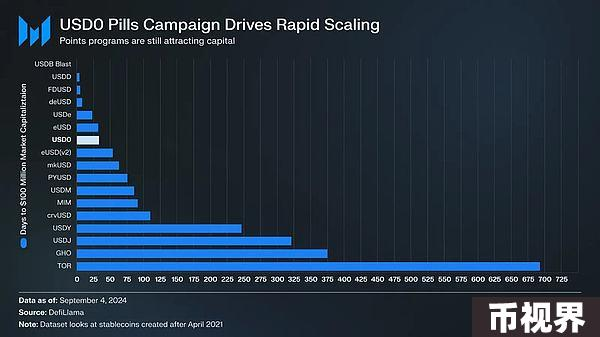 USD0 Pills Campaign Drives Rapid Scaling
Points programs are still attracting capital
Days to $100 Million Market Capitaliztaion
USDB Blast
USDD
FDUSD
deUSD
USDe
eUSD
USD0
eUSD(v2)
mkUSD
PYUSD
USDM
MIM
crvUSD
USDY
USDJ
GHO
TOR
0 25 50 75 100 125 150 175 200 225 250 275 300 325 350 375 400 425 450 475 500 525 550 575 600 625 650 675 700 725
Data as of: September 4, 2024
Source: DefiLlama
Note: Dataset looks at stablecoins created after April 2021
币视界